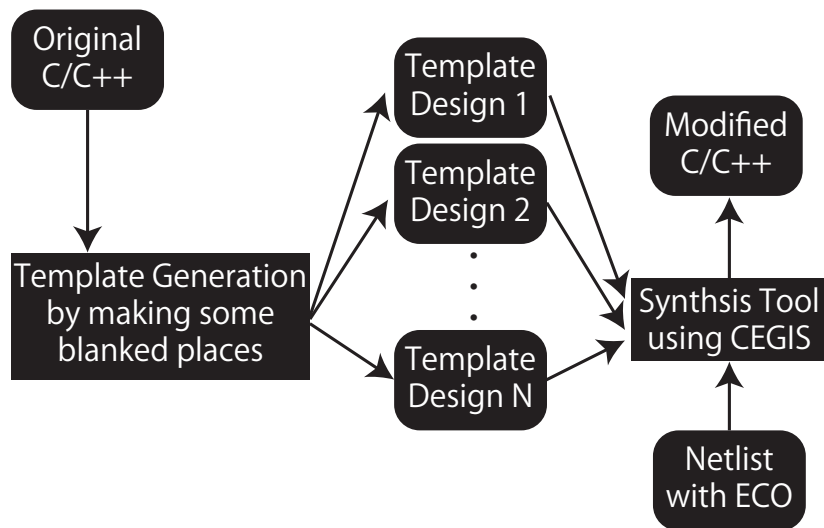 Original
C/C++
Template Generation
by making some
blanked places
Template
Design 1
Template
Design 2
Template
Design N
Modified
C/C++
Synthsis Tool
using CEGIS
Netlist
with ECO